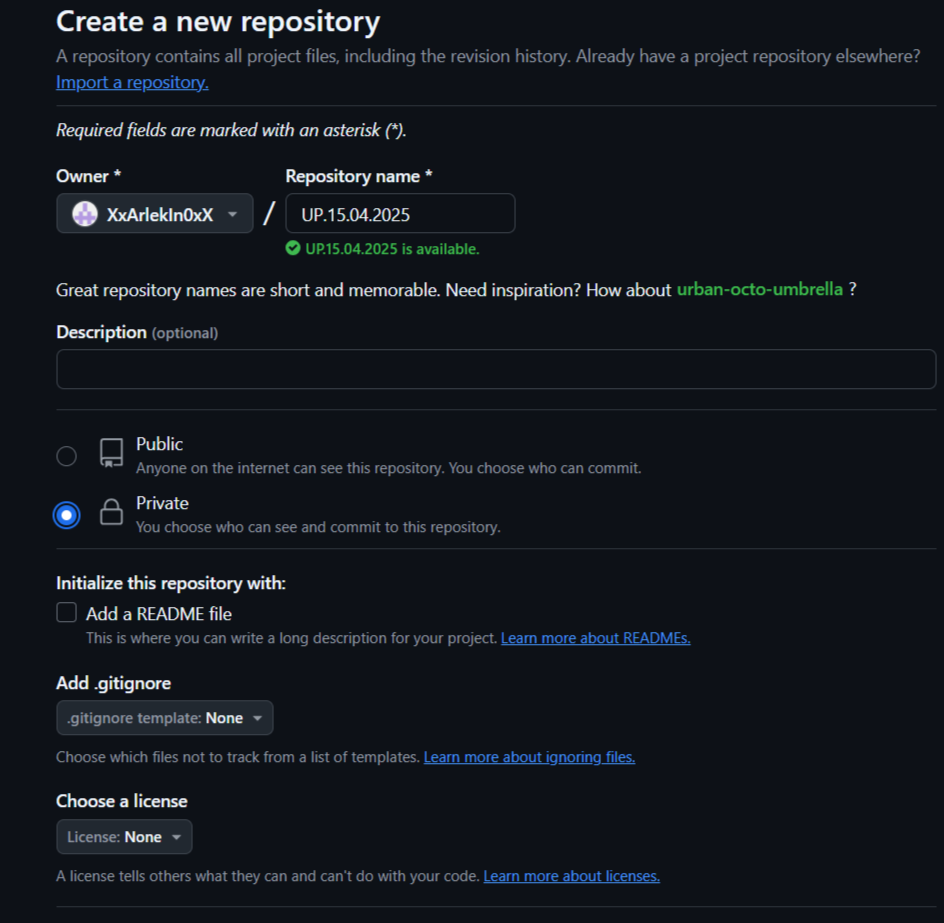 Create a new repository
A repository contains all project files, including the revision history. Already have a project repository elsewhere?
Import a repository.
Required fields are marked with an asterisk (*).
Owner * Repository name *
XxArlekIn0xX / UP.15.04.2025
UP.15.04.2025 is available.
Great repository names are short and memorable. Need inspiration? How about urban-octo-umbrella ?
Description (optional)
Public
Anyone on the internet can see this repository. You choose who can commit.
Private
You choose who can see and commit to this repository.
Initialize this repository with:
Add a README file
This is where you can write a long description for your project. Learn more about READMEs.
Add .gitignore
.gitignore template: None
Choose which files not to track from a list of templates. Learn more about ignoring files.
Choose a license
License: None
A license tells others what they can and can't do with your code. Learn more about licenses.